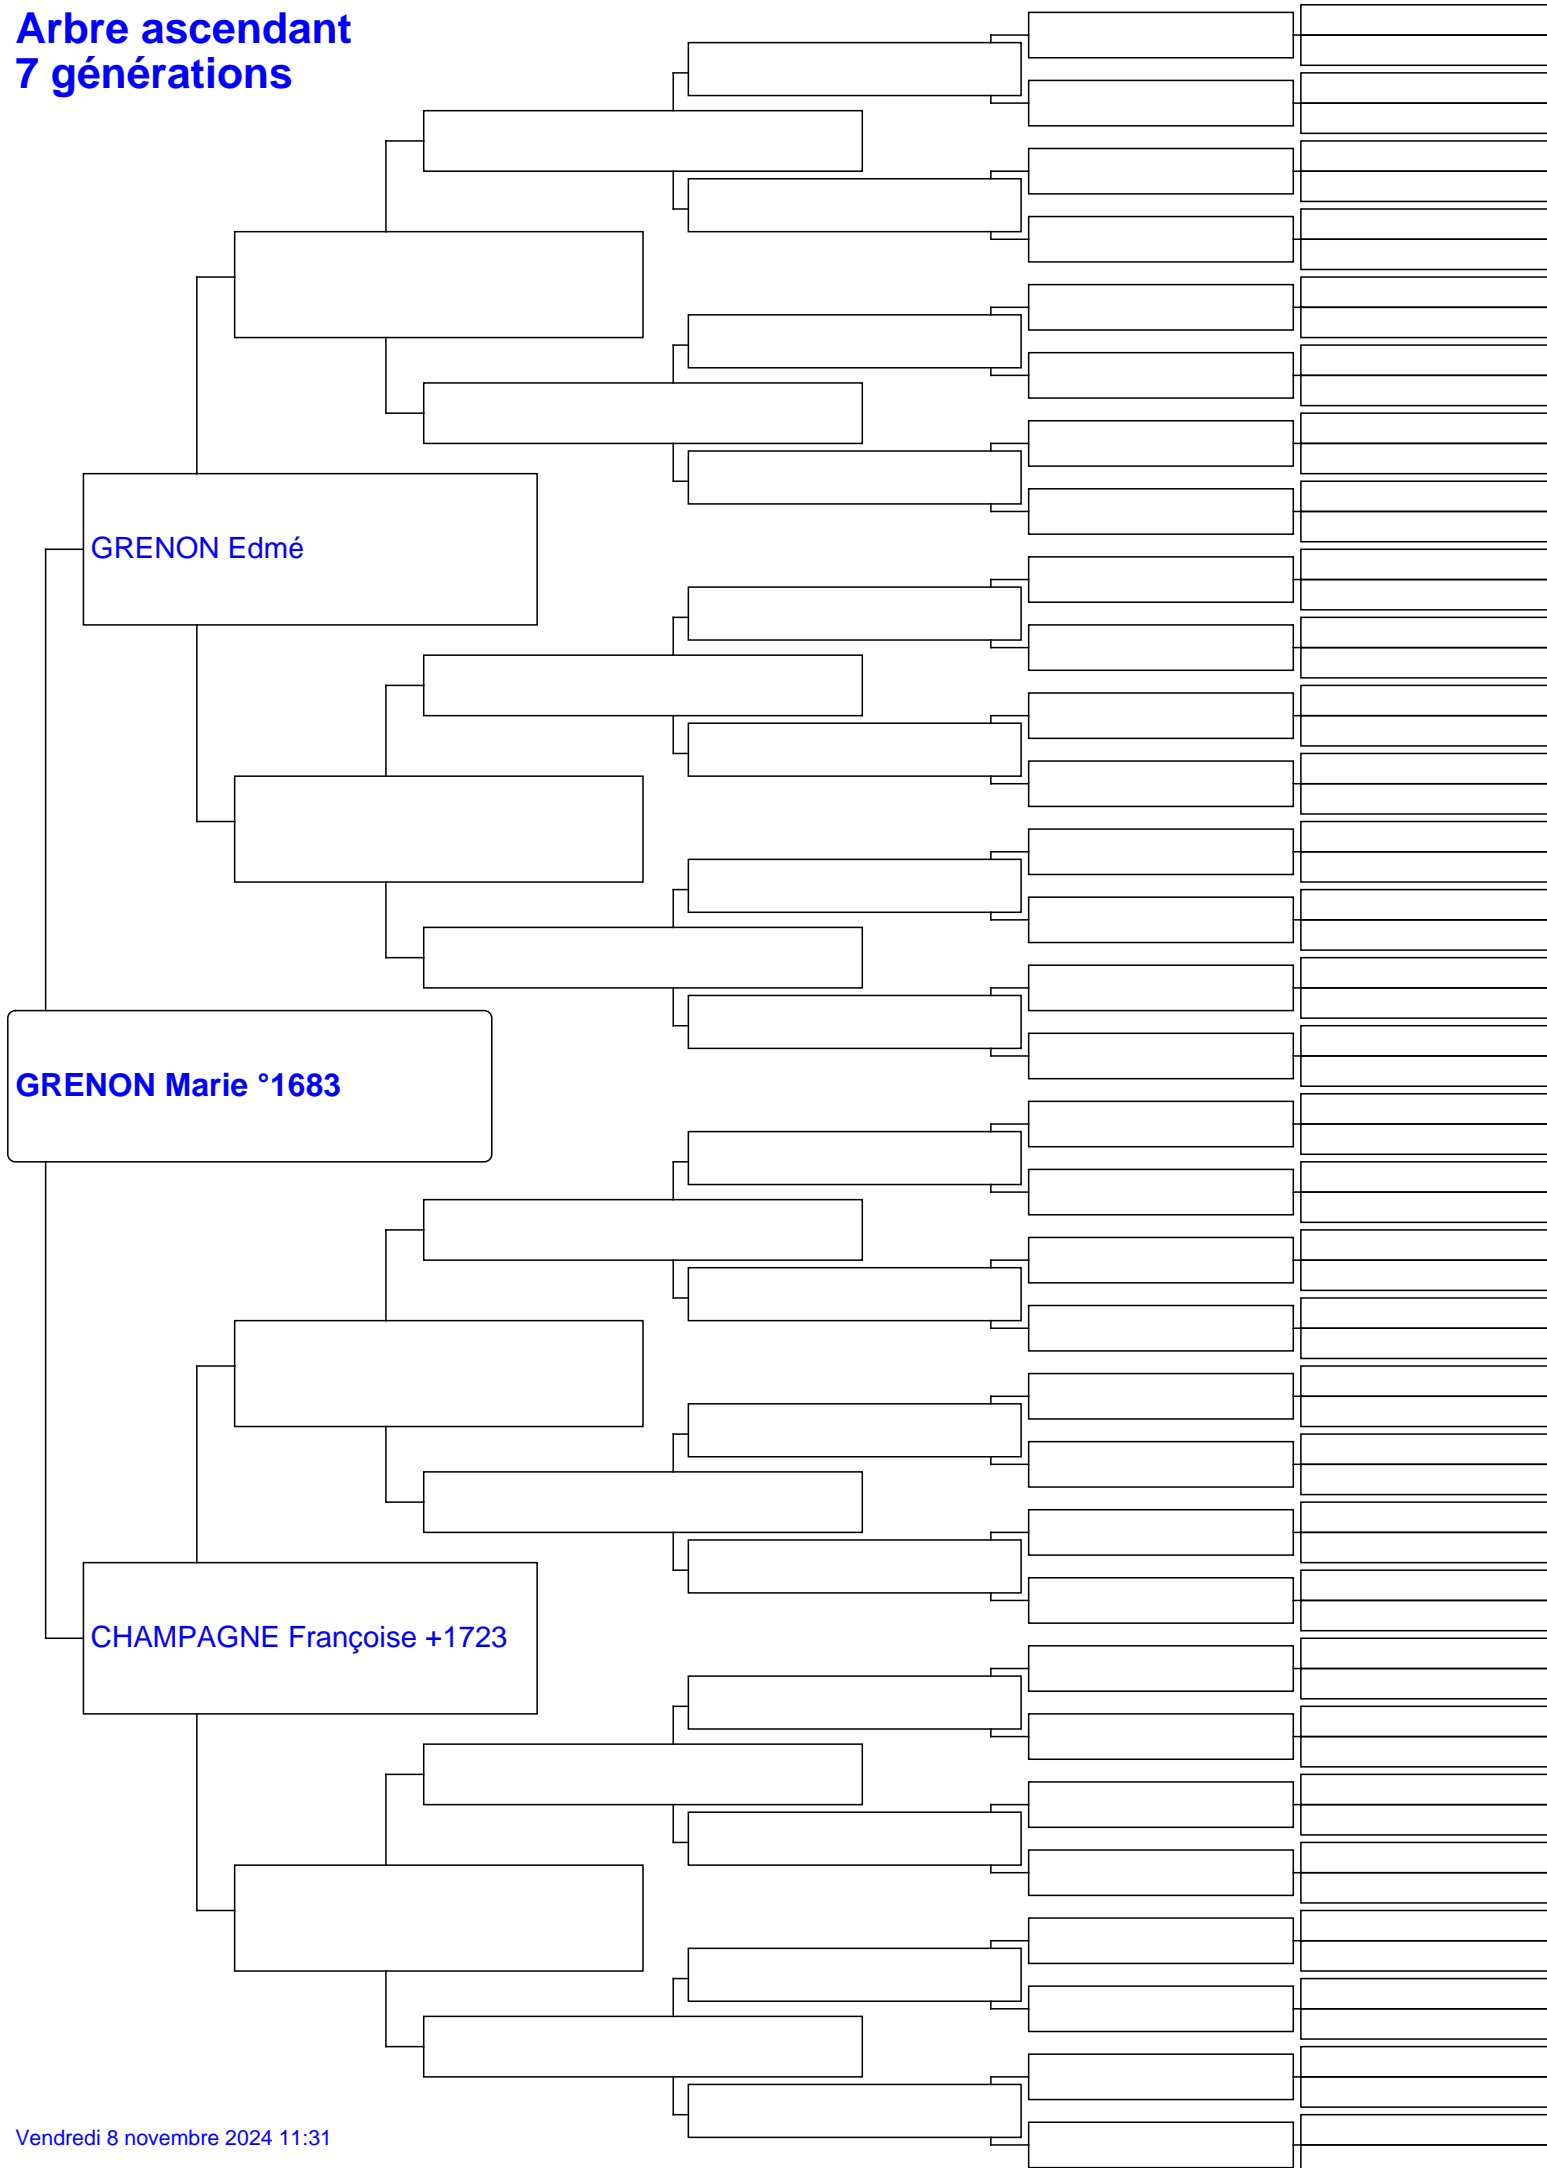 Arbre ascendant
7 générations
GRENON Edmé
GRENON Marie °1683
CHAMPAGNE Françoise +1723
Vendredi 8 novembre 2024 11:31